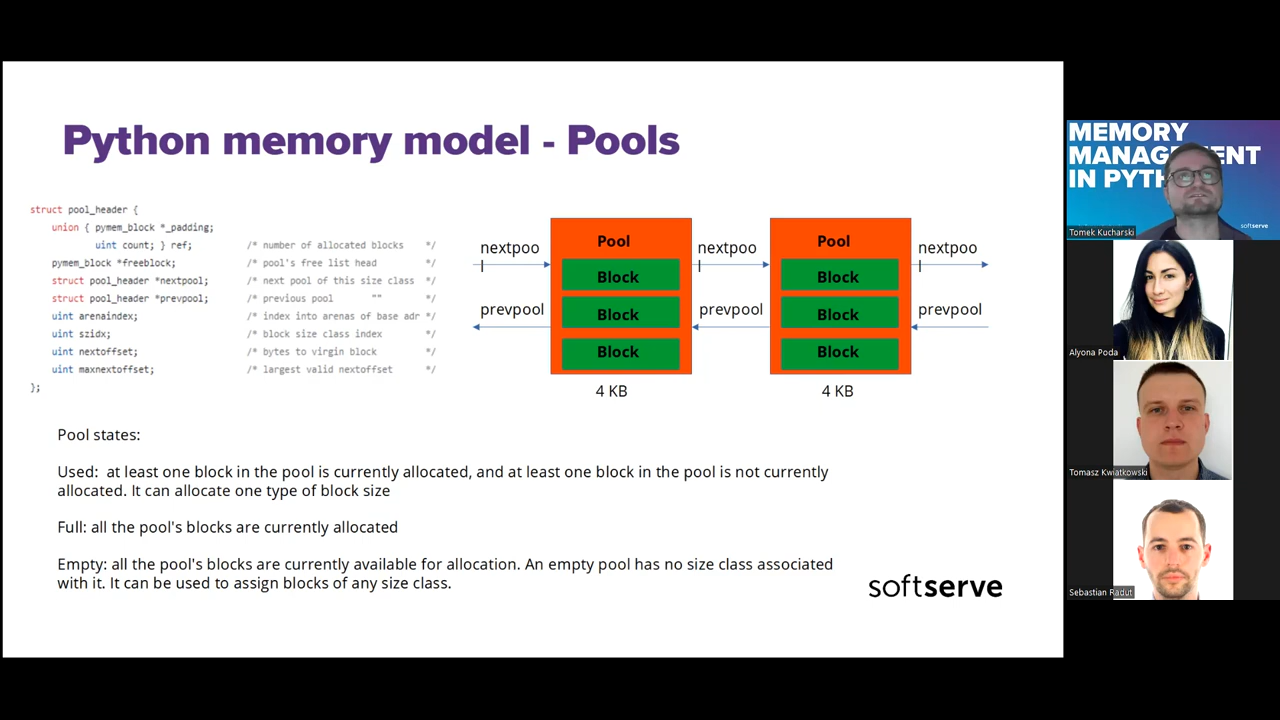 Python memory model - Pools
struct pool_header {
union { pymem_block *_padding;
uint count; } ref; /* number of allocated blocks */
pymem_block *freeblock; /* pool's free list head */
struct pool_header *nextpool; /* next pool of this size class */
struct pool_header *prevpool; /* previous pool "" */
uint arenaindex; /* index into arenas of base adr */
uint szidx; /* block size class index */
uint nextoffset; /* bytes to virgin block */
uint maxnextoffset; /* largest valid nextoffset */
};
nextpoo
l
prevpool
Pool
Block
Block
Block
4 KB
nextpoo
l
prevpool
Pool
Block
Block
Block
4 KB
nextpoo
l
prevpool
Pool states:
Used: at least one block in the pool is currently allocated, and at least one block in the pool is not currently
allocated. It can allocate one type of block size
Full: all the pool's blocks are currently allocated
Empty: all the pool's blocks are currently available for allocation. An empty pool has no size class associated
with it. It can be used to assign blocks of any size class.
softserve
MEMORY
MANAGEMENT
IN PYTH
softserve
Tomek Kucharski
Alyona Poda
Tomasz Kwiatkowski
Sebastian Radut